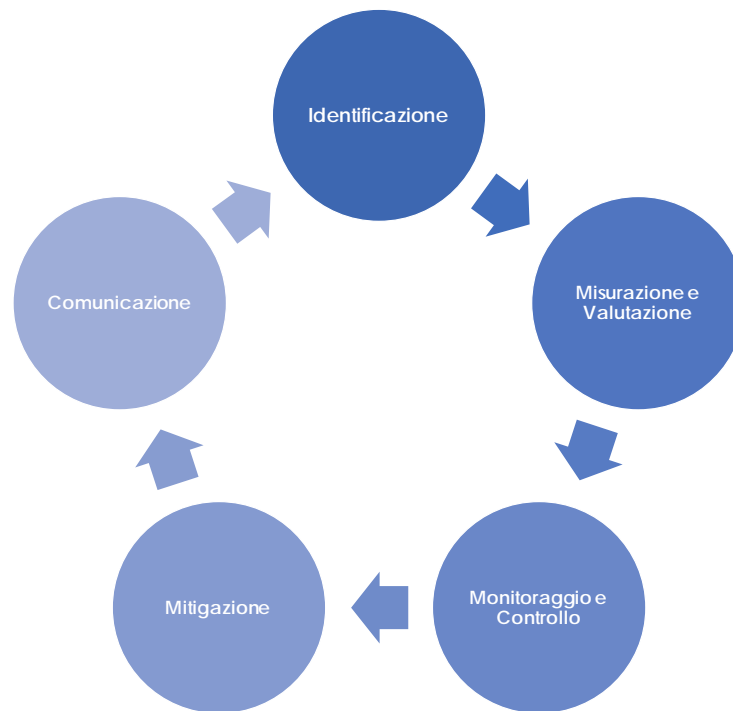 Identificazione
Misurazione e
Valutazione
Monitoraggio e
Controllo
Mitigazione
Comunicazione